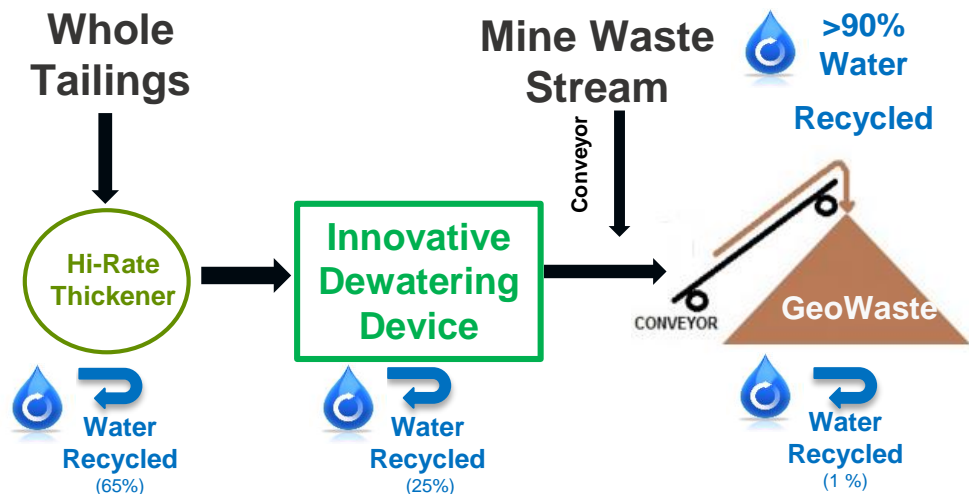 Whole
Tailings
Mine Waste
Stream
>90%
Water
Recycled
Conveyor
Hi-Rate
Thickener
Innovative
Dewatering
Device
CONVEYOR
GeoWaste
Water
Recycled
(65%)
Water
Recycled
(25%)
Water
Recycled
(1 %)